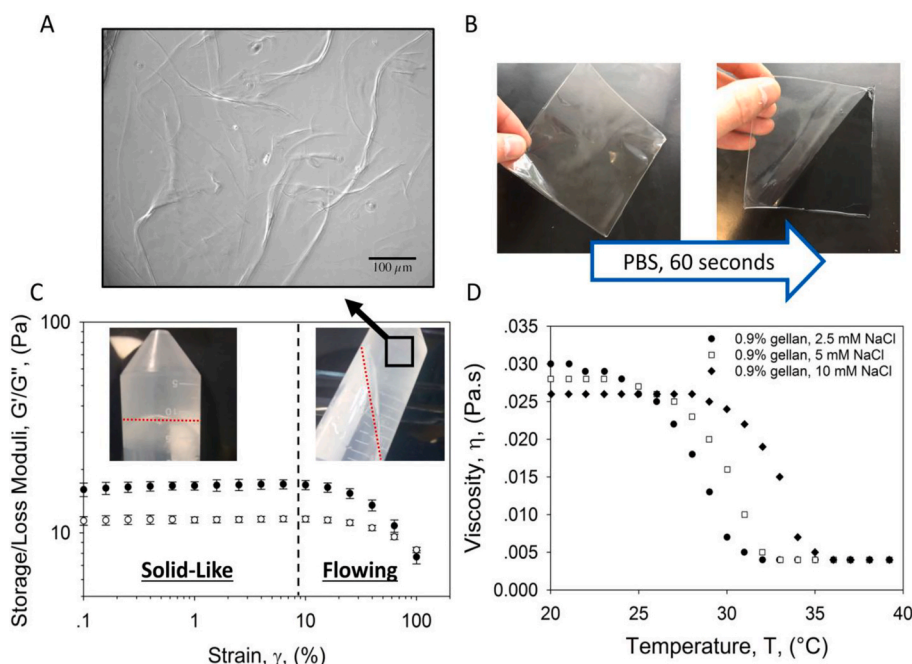 A
B
100 µm
PBS, 60 seconds
C
D
Storage/Loss Moduli, G'/G", (Pa)
100
10
Solid-Like
Flowing
.1
1
10
100
Strain, γ, (%)
Viscosity, η, (Pa.s)
.035
.030
.025
.020
.015
.010
.005
0.000
0.9% gellan, 2.5 mM NaCl
0.9% gellan, 5 mM NaCl
0.9% gellan, 10 mM NaCl
20
25
30
35
40
Temperature, T, (°C)